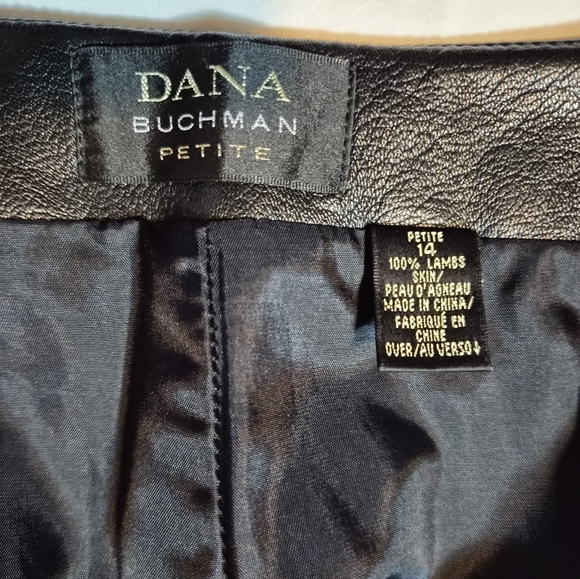 DANA
BUCHMAN
PETITE
PETITE
14
100% LAMBS
SKIN/
PEAU D'AGNEAU
MADE IN CHINA/
FABRIQUÉ EN
CHINE
OVER/AU VERSO↓